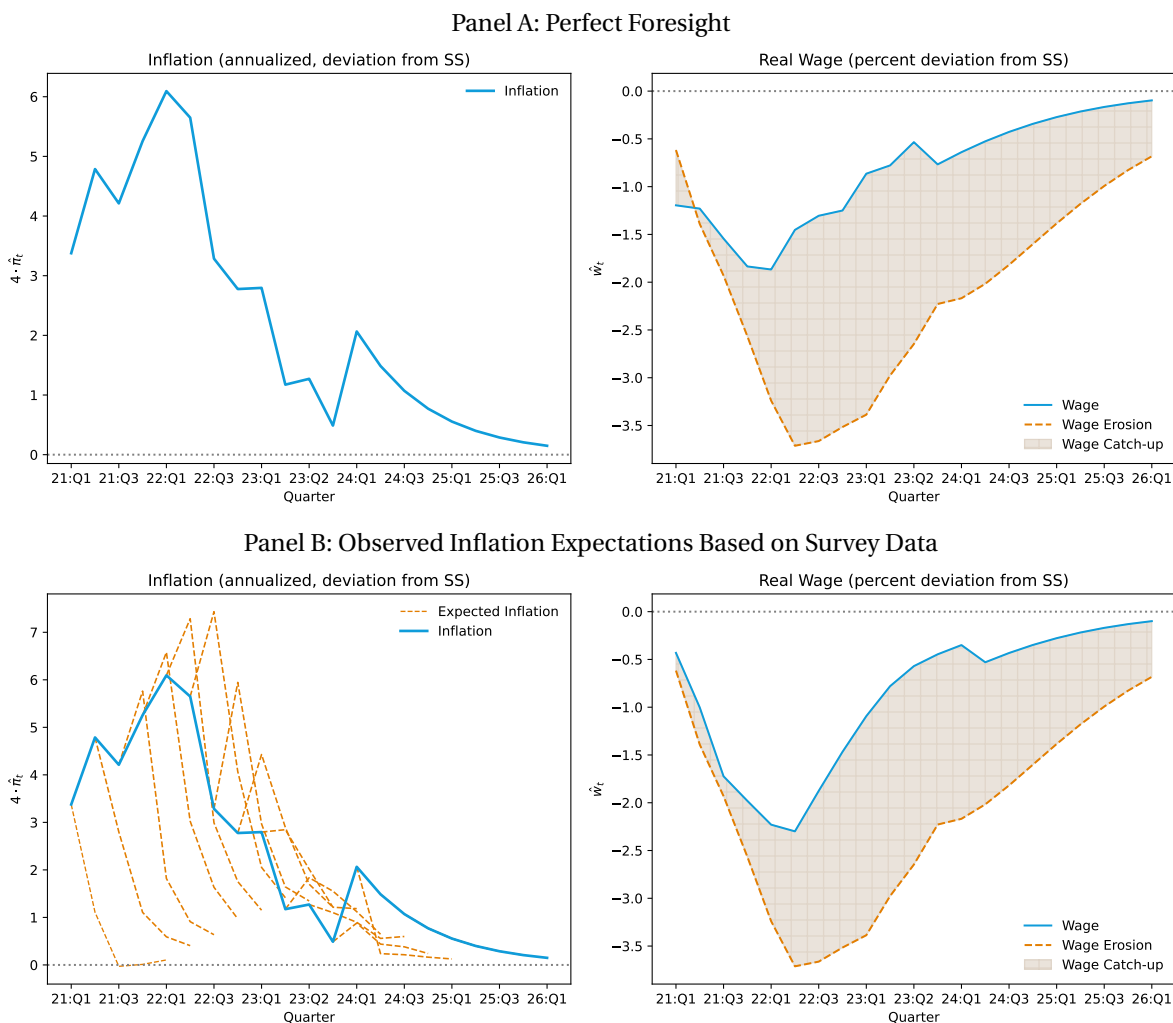 Panel A: Perfect Foresight
Inflation (annualized, deviation from SS)
Real Wage (percent deviation from SS)
6
5
4
3
2
1
0
4 · π̂ₜ
Inflation
21:Q1 21:Q3 22:Q1 22:Q3 23:Q1 23:Q2 24:Q1 24:Q3 25:Q1 25:Q3 26:Q1
Quarter
0.0
−0.5
−1.0
−1.5
−2.0
−2.5
−3.0
−3.5
ŵₜ
Wage
Wage Erosion
Wage Catch-up
21:Q1 21:Q3 22:Q1 22:Q3 23:Q1 23:Q2 24:Q1 24:Q3 25:Q1 25:Q3 26:Q1
Quarter
Panel B: Observed Inflation Expectations Based on Survey Data
Inflation (annualized, deviation from SS)
Real Wage (percent deviation from SS)
7
6
5
4
3
2
1
0
4 · π̂ₜ
Expected Inflation
Inflation
21:Q1 21:Q3 22:Q1 22:Q3 23:Q1 23:Q2 24:Q1 24:Q3 25:Q1 25:Q3 26:Q1
Quarter
0.0
−0.5
−1.0
−1.5
−2.0
−2.5
−3.0
−3.5
ŵₜ
Wage
Wage Erosion
Wage Catch-up
21:Q1 21:Q3 22:Q1 22:Q3 23:Q1 23:Q2 24:Q1 24:Q3 25:Q1 25:Q3 26:Q1
Quarter